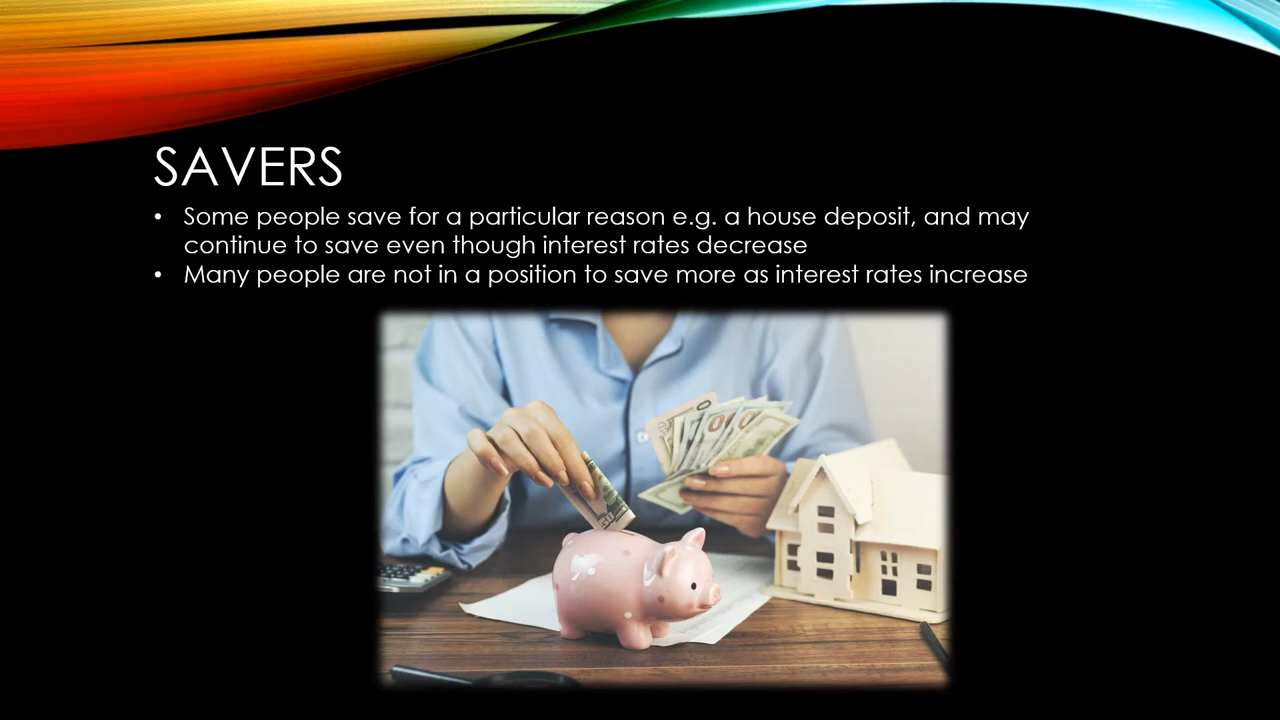 SAVERS
• Some people save for a particular reason e.g. a house deposit, and may
continue to save even though interest rates decrease
• Many people are not in a position to save more as interest rates increase